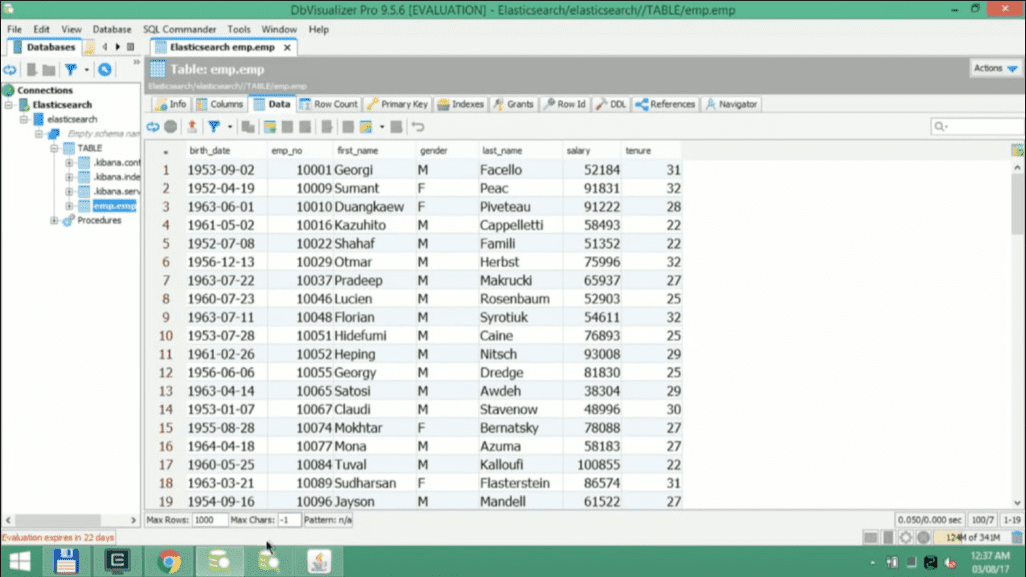 DbVisualizer Pro 9.5.6 [EVALUATION] - Elasticsearch/elasticsearch//TABLE/emp.emp
File Edit View Database SQL Commander Tools Window Help
Databases Elasticsearch emp.emp
Table: emp.emp Actions
Elasticsearch/elasticsearch//TABLE/emp.emp
Connections
Elasticsearch
elasticsearch
Empty schema nam
TABLE
.kibana.conf
.kibana.inde
.kibana.serv
emp.emp
Procedures
Info Columns Data Row Count Primary Key Indexes Grants Row Id DDL References Navigator
birth_date emp_no first_name gender last_name salary tenure
1 1953-09-02 10001 Georgi M Facello 52184 31
2 1952-04-19 10009 Sumant F Peac 91831 32
3 1963-06-01 10010 Duangkaew F Piveteau 91222 28
4 1961-05-02 10016 Kazuhito M Cappelletti 58493 22
5 1952-07-08 10022 Shahaf M Famili 51352 22
6 1956-12-13 10029 Otmar M Herbst 75996 32
7 1963-07-22 10037 Pradeep M Makrucki 65937 27
8 1960-07-23 10046 Lucien M Rosenbaum 52903 25
9 1963-07-11 10048 Florian M Syrotiuk 54611 32
10 1953-07-28 10051 Hidefumi M Caine 76893 25
11 1961-02-26 10052 Heping M Nitsch 93008 29
12 1956-06-06 10055 Georgy M Dredge 81830 25
13 1963-04-14 10065 Satosi M Awdeh 38304 29
14 1953-01-07 10067 Claudi M Stavenow 48996 30
15 1955-08-28 10074 Mokhtar F Bernatsky 78088 27
16 1964-04-18 10077 Mona M Azuma 58183 27
17 1960-05-25 10084 Tuval M Kalloufi 100855 22
18 1963-03-21 10089 Sudharsan F Flasterstein 86574 31
19 1954-09-16 10096 Jayson M Mandell 61522 27
Max Rows: 1000 Max Chars: -1 Pattern: n/a 0.050/0.000 sec 100/7 1-19
Evaluation expires in 22 days 124M of 341M
12:37 AM
03/08/17